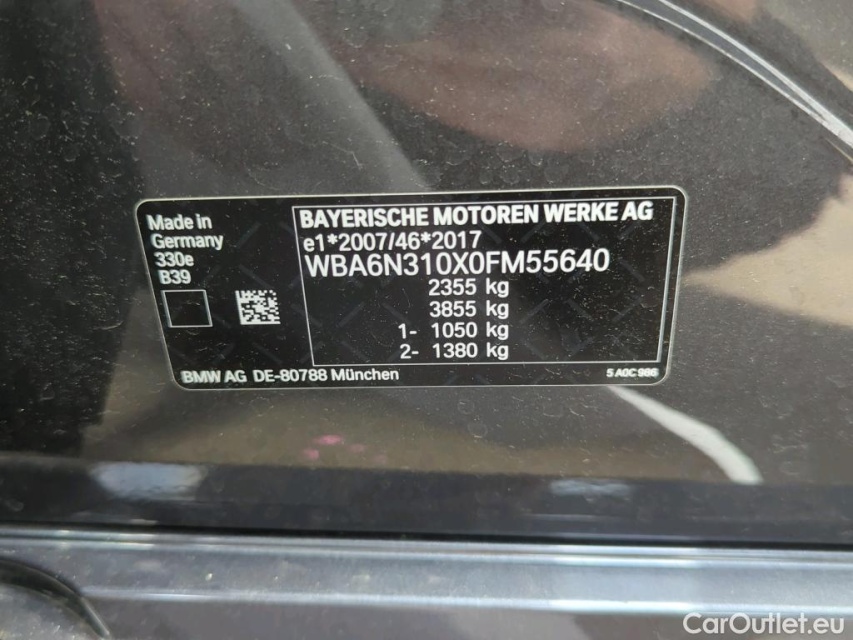 Made in
Germany
330e
B39
BAYERISCHE MOTOREN WERKE AG
e1*2007/46*2017
WBA6N310X0FM55640
2355 kg
3855 kg
1- 1050 kg
2- 1380 kg
BMW AG DE-80788 München
5 A0C 986
CarOutlet.eu